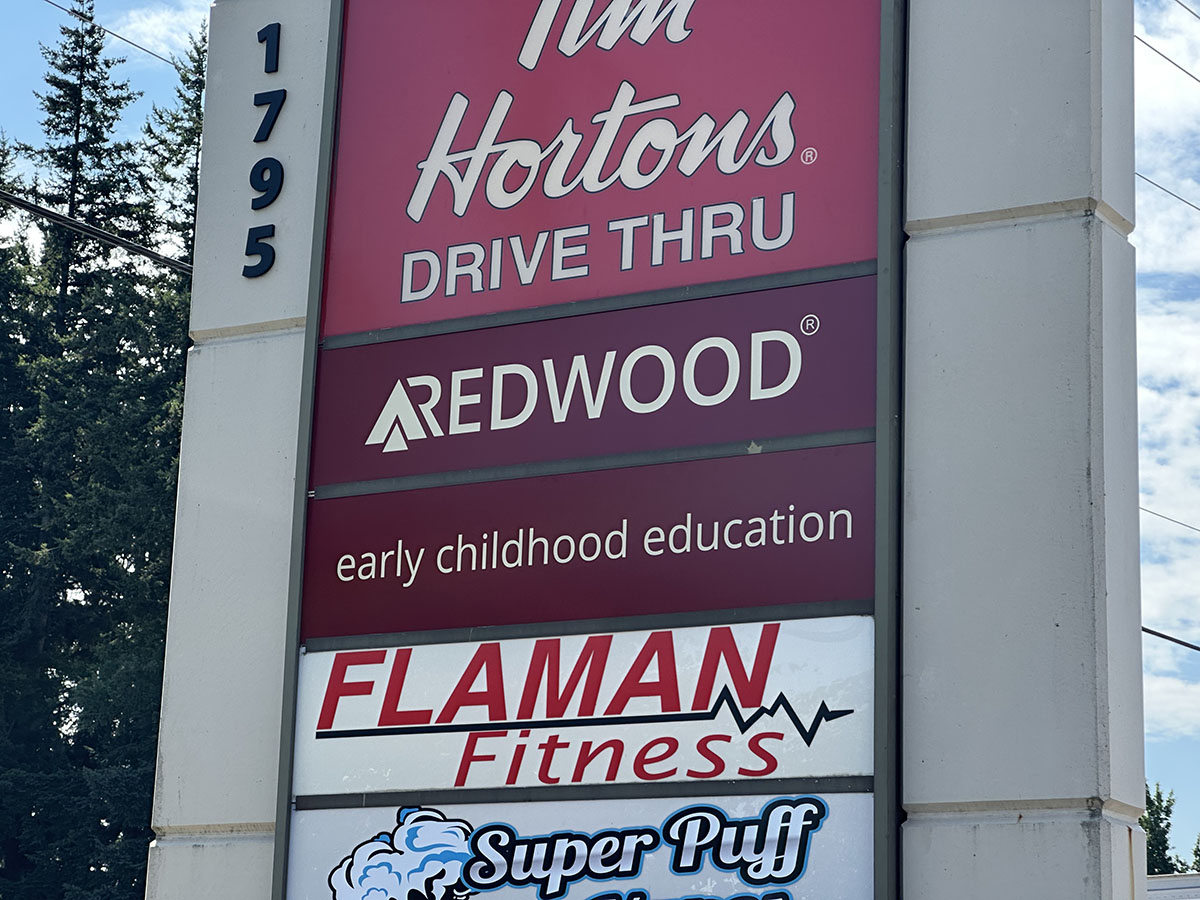 1795
Tim
Hortons®
DRIVE THRU
REDWOOD®
early childhood education
FLAMAN
Fitness
Super Puff